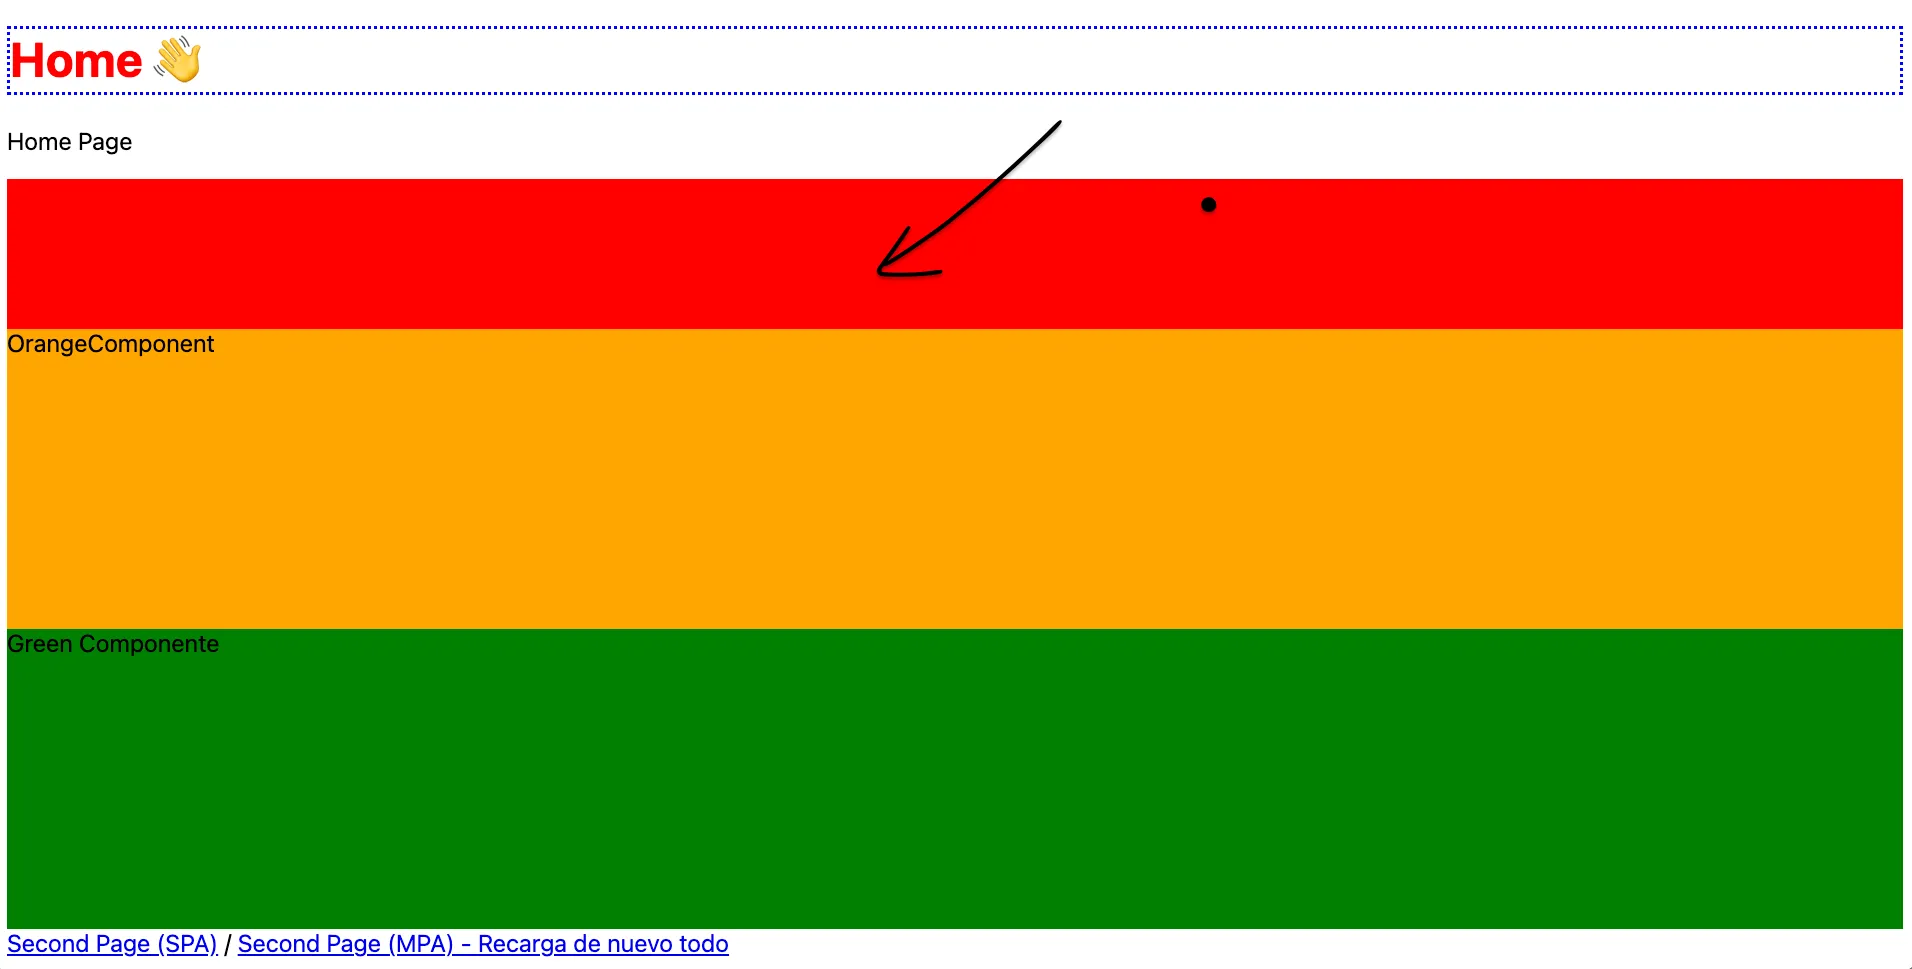 Home 👋
Home Page
OrangeComponent
Green Componente
Second Page (SPA) / Second Page (MPA) - Recarga de nuevo todo